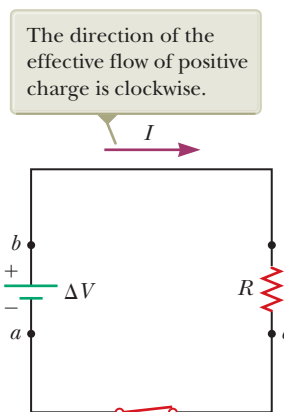 The direction of the
effective flow of positive
charge is clockwise.
I
b
+
ΔV
R
−
a